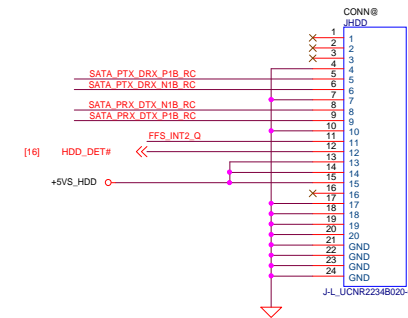 CONN@
JHDD
1 1
2 2
3 3
4 4
SATA_PTX_DRX_P1B_RC 5 5
SATA_PTX_DRX_N1B_RC 6 6
7 7
SATA_PRX_DTX_N1B_RC 8 8
SATA_PRX_DTX_P1B_RC 9 9
10 10
FFS_INT2_Q 11 11
[16] HDD_DET# 12 12
13 13
14 14
+5VS_HDD 15 15
16 16
17 17
18 18
19 19
20 20
21 GND
22 GND
23 GND
24 GND
J-L_UCNR2234B020-